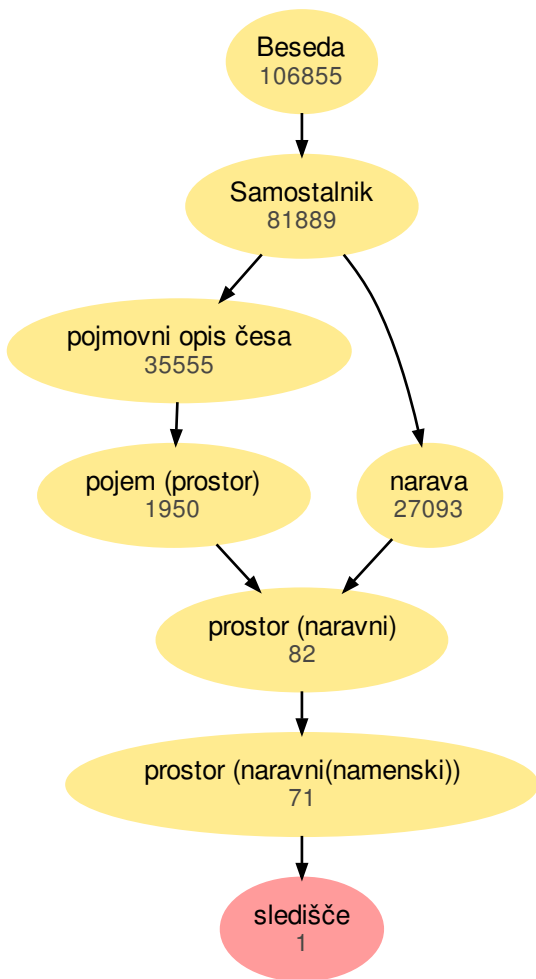 Beseda
106855
Samostalnik
81889
pojmovni opis česa
35555
pojem (prostor)
1950
narava
27093
prostor (naravni)
82
prostor (naravni(namenski))
71
sledišče
1